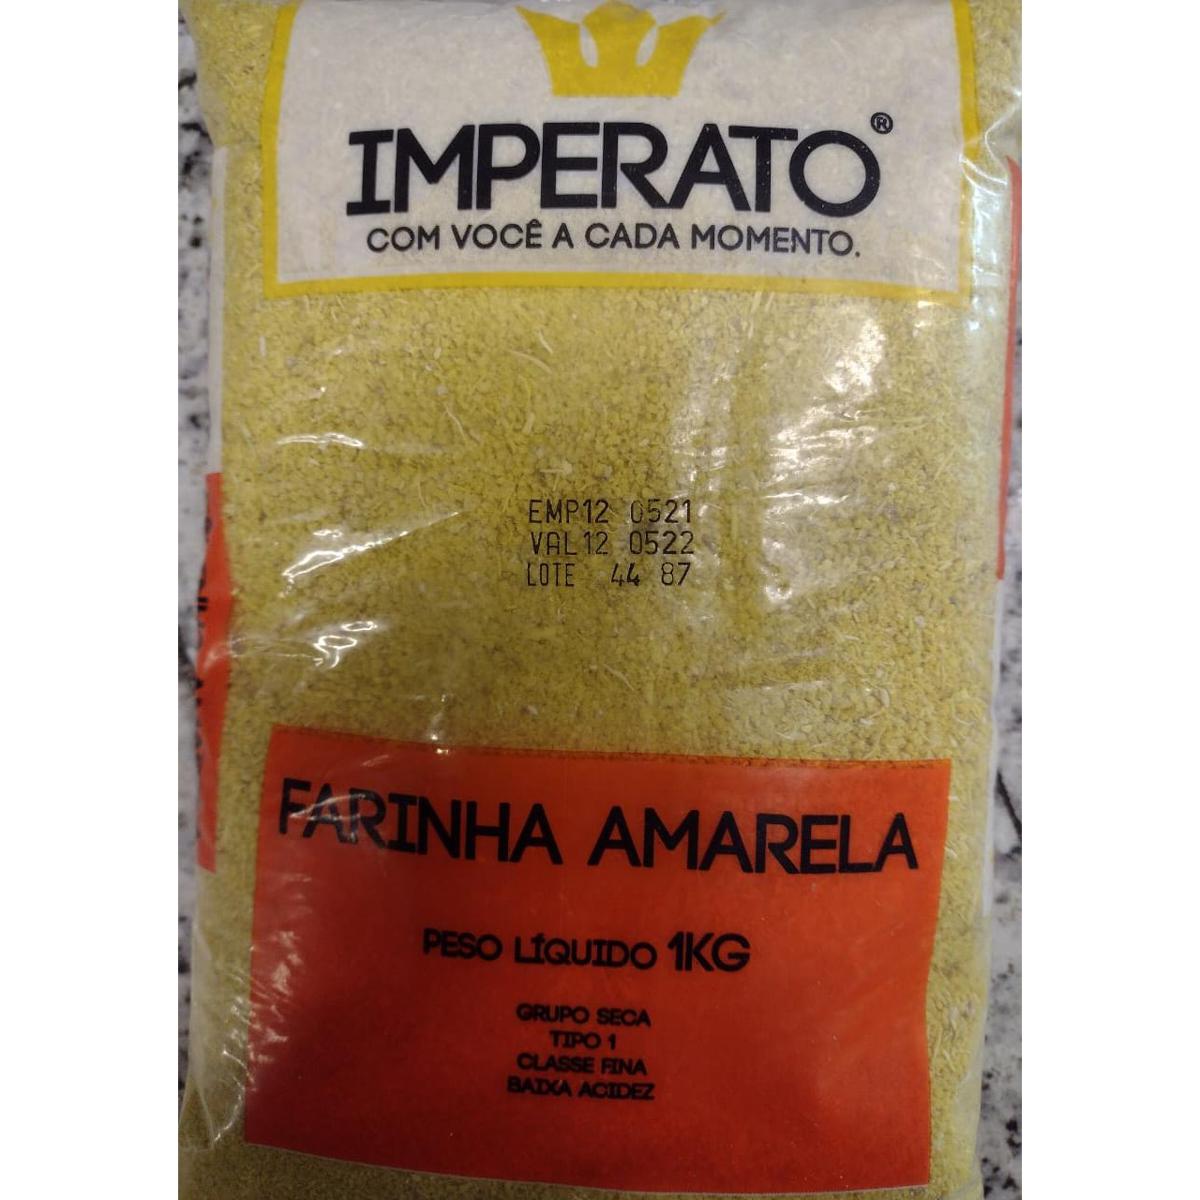 IMPERATO®
COM VOCÊ A CADA MOMENTO.
EMP12 0521
VAL12 0522
LOTE 44 87
FARINHA AMARELA
PESO LÍQUIDO 1KG
GRUPO SECA
TIPO 1
CLASSE FINA
BAIXA ACIDEZ